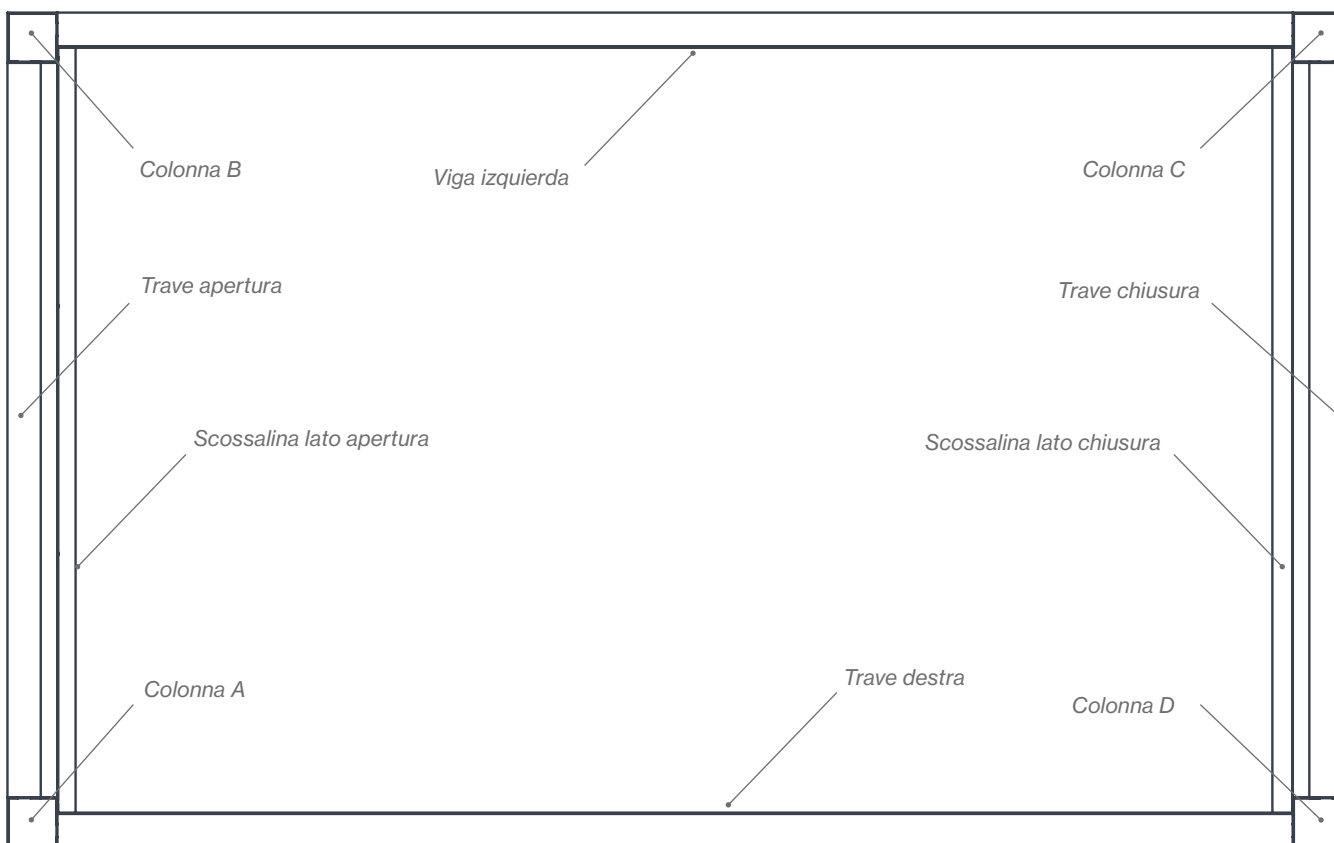 Colonna B
Colonna C
Viga izquierda
Trave apertura
Trave chiusura
Scossalina lato apertura
Scossalina lato chiusura
Trave destra
Colonna A
Colonna D